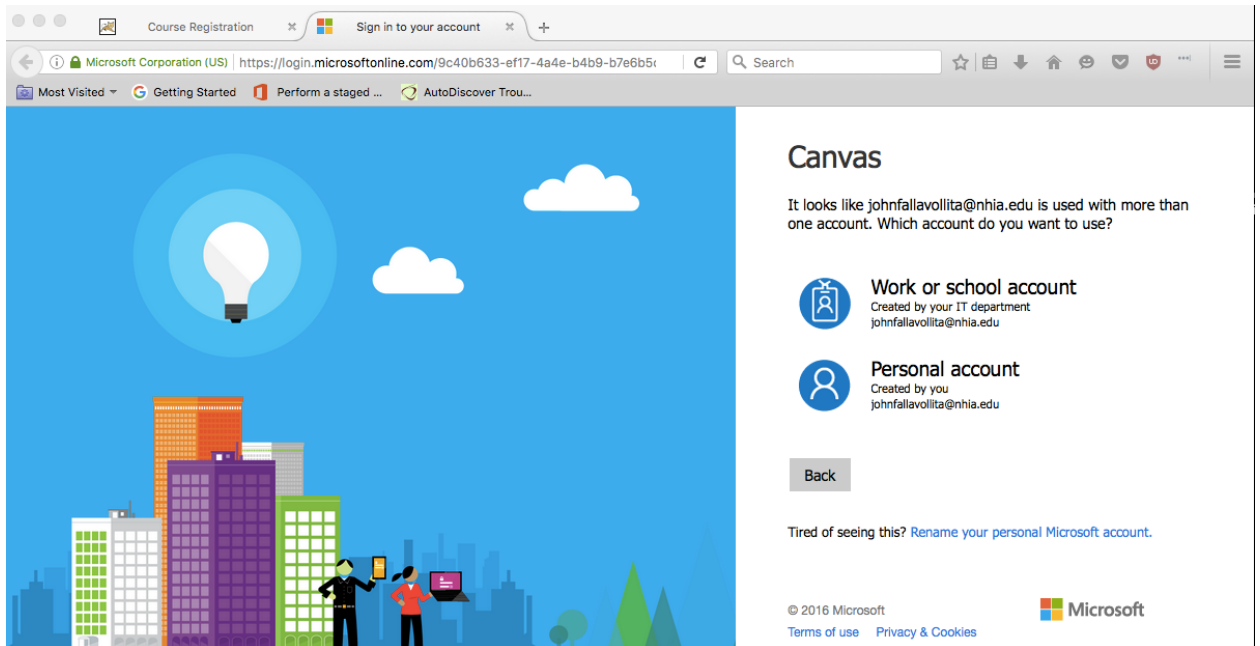 Course Registration
Sign in to your account
Microsoft Corporation (US) https://login.microsoftonline.com/9c40b633-ef17-4a4e-b4b9-b7e6b5
Search
Most Visited
Getting Started
Perform a staged ...
AutoDiscover Trou...
Canvas
It looks like johnfallavollita@nhia.edu is used with more than
one account. Which account do you want to use?
Work or school account
Created by your IT department
johnfallavollita@nhia.edu
Personal account
Created by you
johnfallavollita@nhia.edu
Back
Tired of seeing this? Rename your personal Microsoft account.
© 2016 Microsoft
Microsoft
Terms of use
Privacy & Cookies